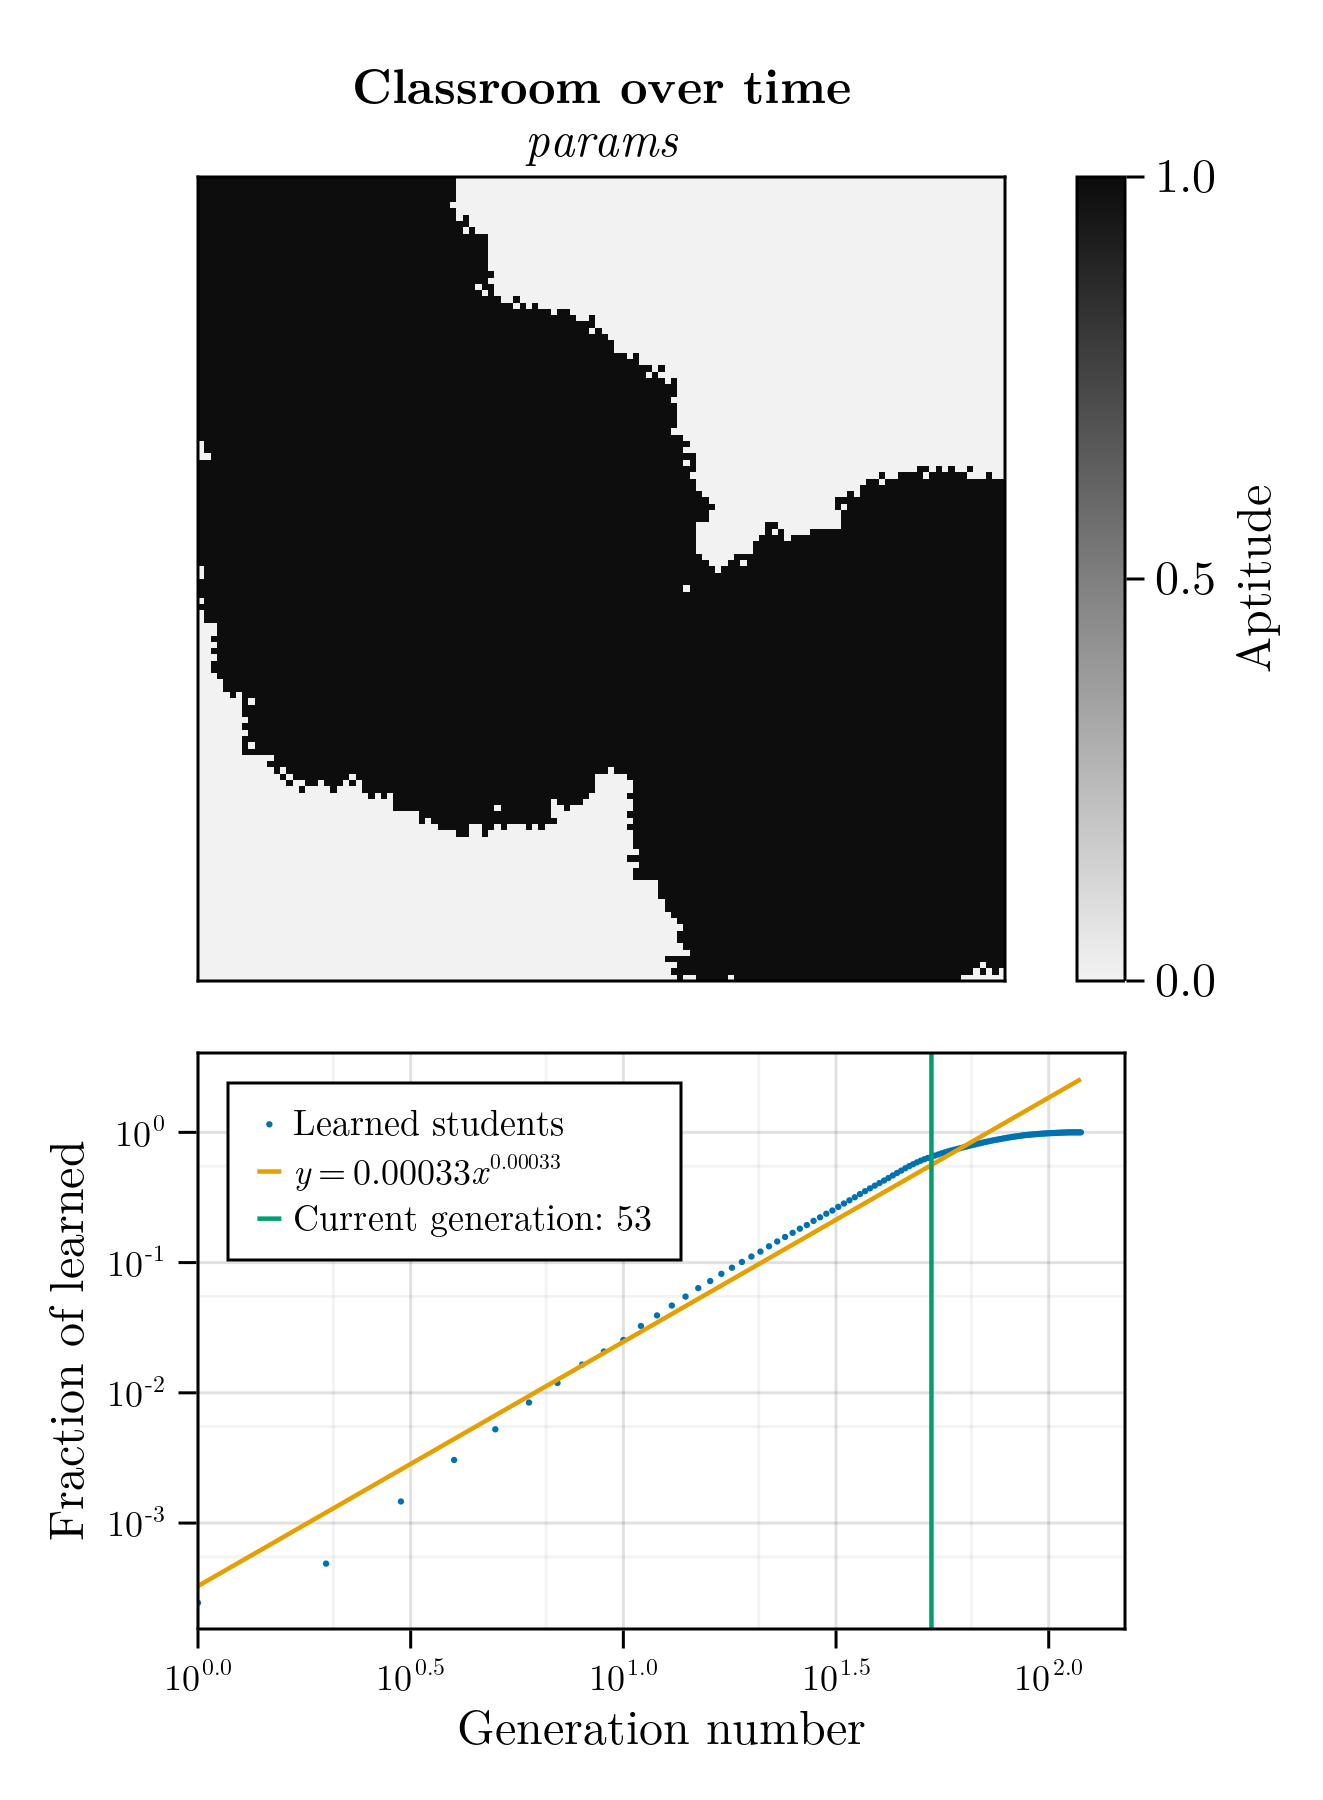 Classroom over time
params
1.0
0.5
0.0
Aptitude
Learned students
y = 0.00033x^0.00033
Current generation: 53
10^0
10^-1
10^-2
10^-3
Fraction of learned
10^0.0 10^0.5 10^1.0 10^1.5 10^2.0
Generation number